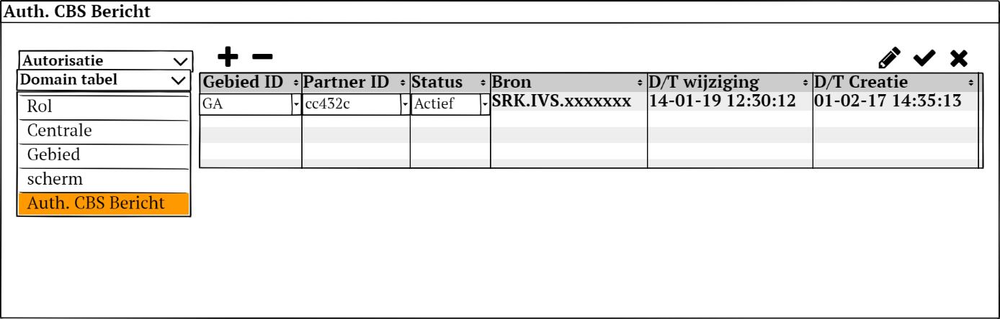 Auth. CBS Bericht
Autorisatie
Domain tabel
Rol
Centrale
Gebied
scherm
Auth. CBS Bericht
Gebied ID Partner ID Status Bron D/T wijziging D/T Creatie
GA cc432c Actief SRK.IVS.xxxxxxx 14-01-19 12:30:12 01-02-17 14:35:13